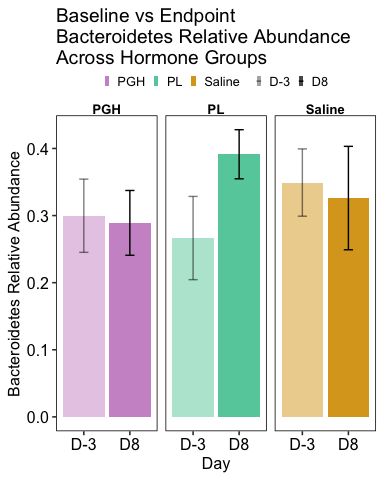 Baseline vs Endpoint
Bacteroidetes Relative Abundance
Across Hormone Groups
PGH PL Saline D-3 D8
PGH PL Saline
Bacteroidetes Relative Abundance
0.4
0.3
0.2
0.1
0.0
D-3 D8 D-3 D8 D-3 D8
Day